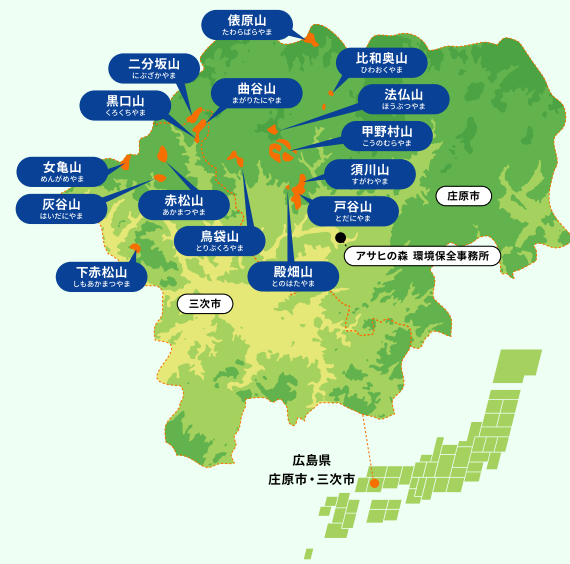 俵原山
たわらばらやま
二分坂山
にぶざかやま
比和奥山
ひわおくやま
黒口山
くろくちやま
曲谷山
まがりたにやま
法仏山
ほうぶつやま
甲野村山
こうのむらやま
女亀山
めんがめやま
須川山
すがわやま
灰谷山
はいだにやま
赤松山
あかまつやま
戸谷山
とだにやま
庄原市
鳥袋山
とりぶくろやま
アサヒの森 環境保全事務所
下赤松山
しもあかまつやま
殿畑山
とのはたやま
三次市
広島県
庄原市・三次市